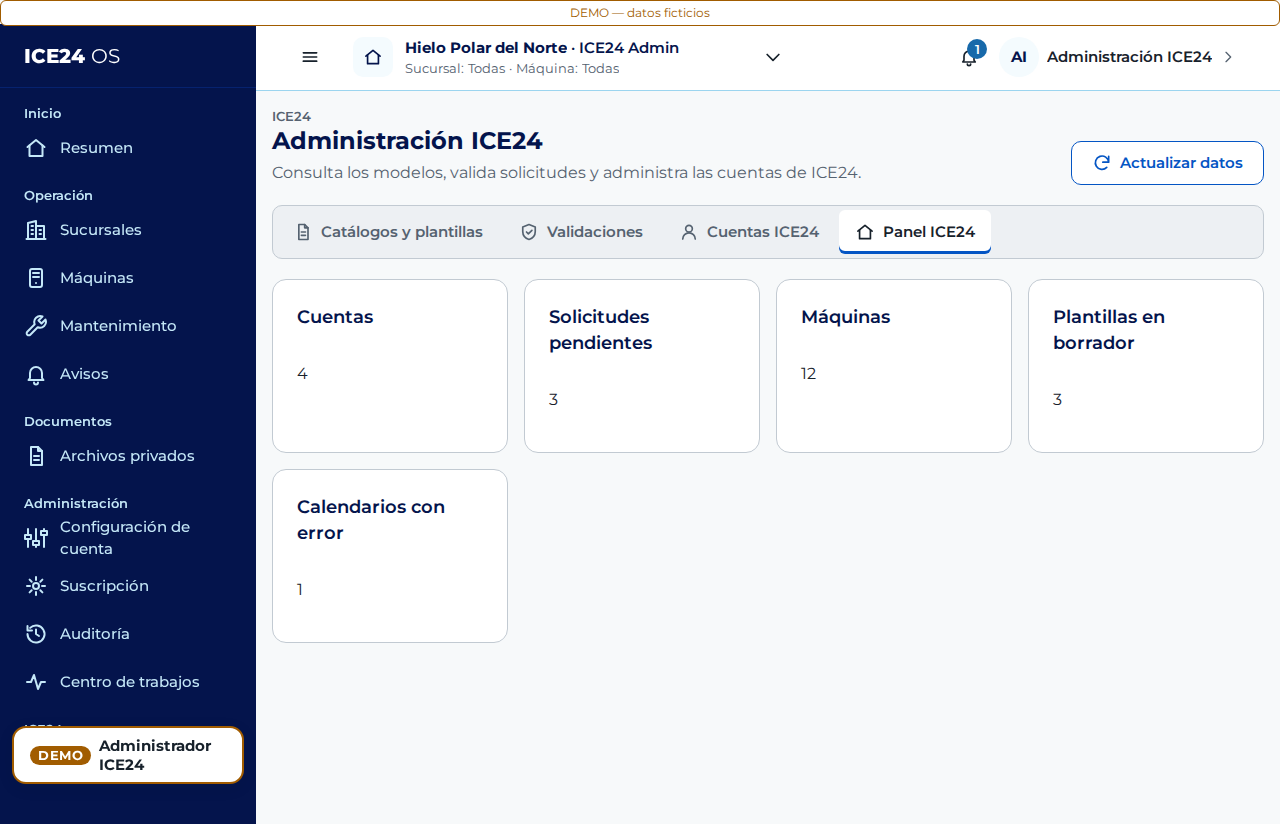 DEMO — datos ficticios
ICE24 OS
Inicio
Resumen
Operación
Sucursales
Máquinas
Mantenimiento
Avisos
Documentos
Archivos privados
Administración
Configuración de
cuenta
Suscripción
Auditoría
Centro de trabajos
DEMO Administrador
ICE24
Hielo Polar del Norte · ICE24 Admin
Sucursal: Todas · Máquina: Todas
1
AI Administración ICE24
ICE24
Administración ICE24
Consulta los modelos, valida solicitudes y administra las cuentas de ICE24.
Actualizar datos
Catálogos y plantillas
Validaciones
Cuentas ICE24
Panel ICE24
Cuentas
4
Solicitudes
pendientes
3
Máquinas
12
Plantillas en
borrador
3
Calendarios con
error
1